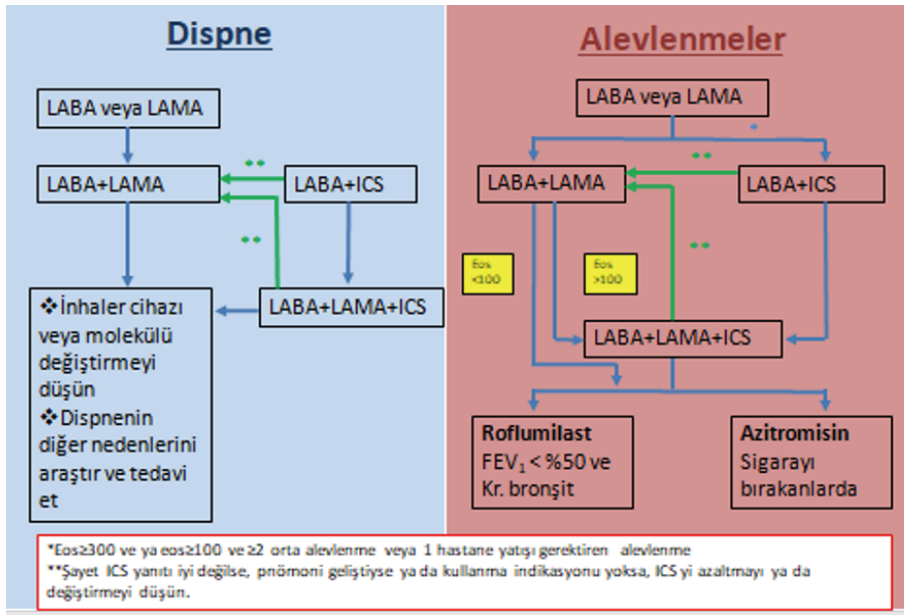 Dispne
LABA veya LAMA
LABA+LAMA
**
LABA+ICS
**
LABA+LAMA+ICS
❖İnhaler cihazı
veya molekülü
değiştirmeyi
düşün
❖Dispnenin
diğer nedenlerini
araştır ve tedavi
et
Alevlenmeler
LABA veya LAMA
*
LABA+LAMA
**
LABA+ICS
Eos
<100
Eos
>100
**
LABA+LAMA+ICS
Roflumilast
FEV₁ < %50 ve
Kr. bronşit
Azitromisin
Sigarayı
bırakanlarda
*Eos≥300 ve ya eos≥100 ve ≥2 orta alevlenme veya 1 hastane yatışı gerektiren alevlenme
**Şayet ICS yanıtı iyi değilse, pnömoni geliştiyse ya da kullanma indikasyonu yoksa, ICS yi azaltmayı ya da
değiştirmeyi düşün.